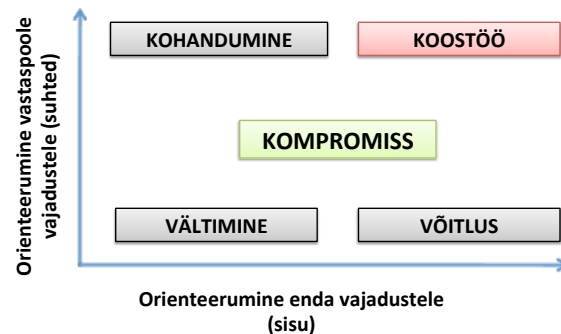 Orienteerumine vastaspoole
vajadustele (suhted)
KOHANDUMINE
KOOSTÖÖ
KOMPROMISS
VÄLTIMINE
VÕITLUS
Orienteerumine enda vajadustele
(sisu)